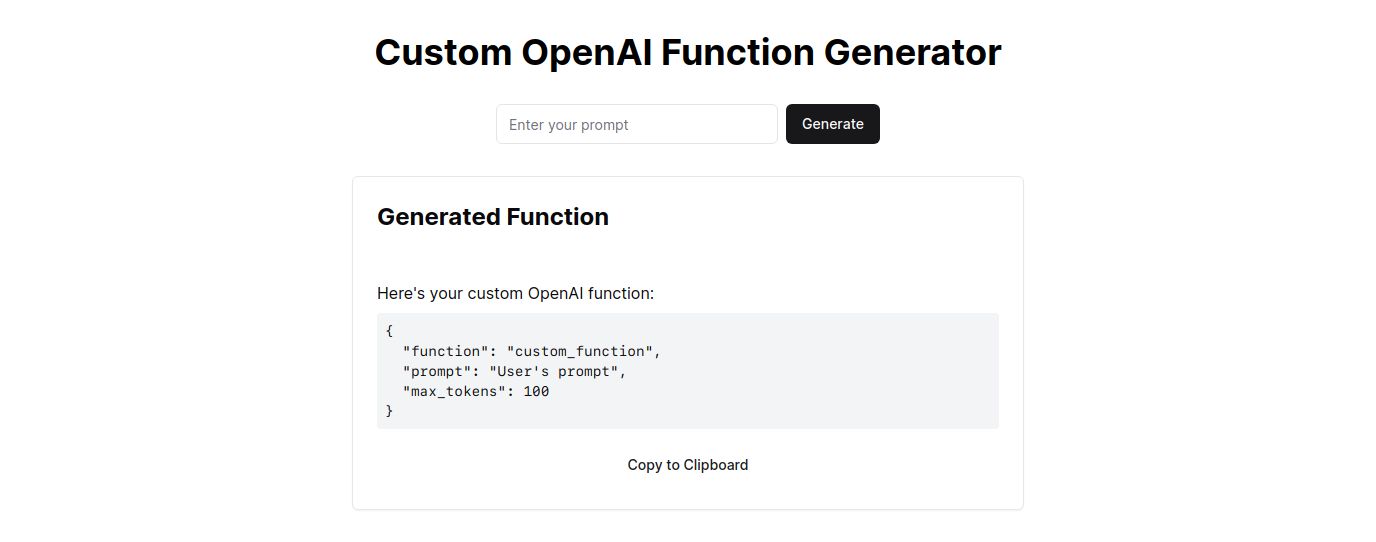 Custom OpenAI Function Generator
Enter your prompt Generate
Generated Function
Here's your custom OpenAI function:
{
  "function": "custom_function",
  "prompt": "User's prompt",
  "max_tokens": 100
}
Copy to Clipboard